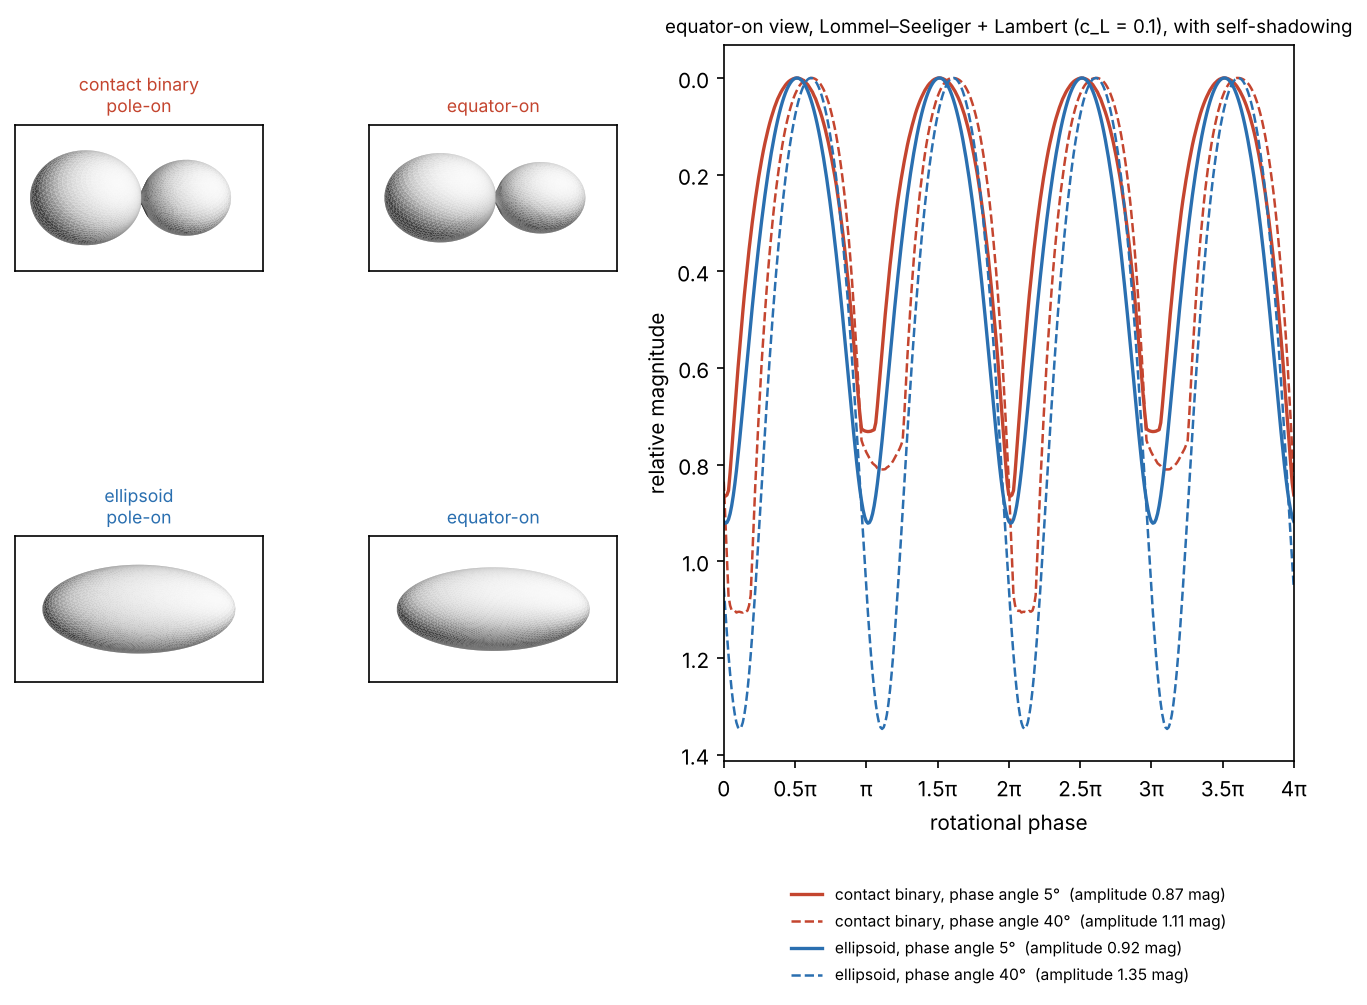 equator-on view, Lommel–Seeliger + Lambert (c_L = 0.1), with self-shadowing
contact binary
pole-on
equator-on
ellipsoid
pole-on
equator-on
relative magnitude
0.0
0.2
0.4
0.6
0.8
1.0
1.2
1.4
0
0.5π
π
1.5π
2π
2.5π
3π
3.5π
4π
rotational phase
contact binary, phase angle 5° (amplitude 0.87 mag)
contact binary, phase angle 40° (amplitude 1.11 mag)
ellipsoid, phase angle 5° (amplitude 0.92 mag)
ellipsoid, phase angle 40° (amplitude 1.35 mag)